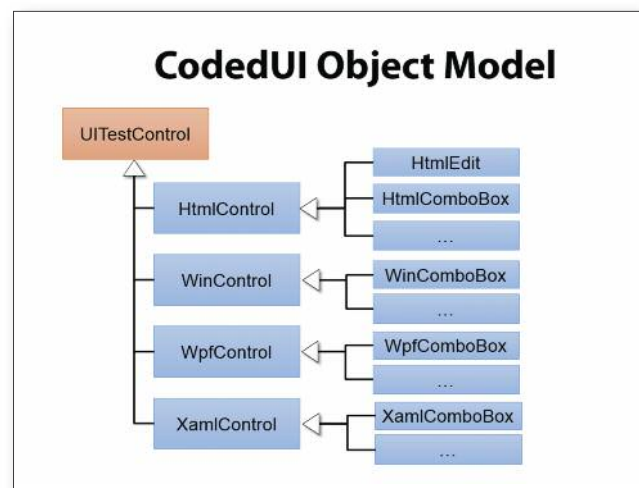 CodedUI Object Model
UITestControl
HtmlControl
HtmlEdit
HtmlComboBox
...
WinControl
WinComboBox
...
WpfControl
WpfComboBox
...
XamlControl
XamlComboBox
...